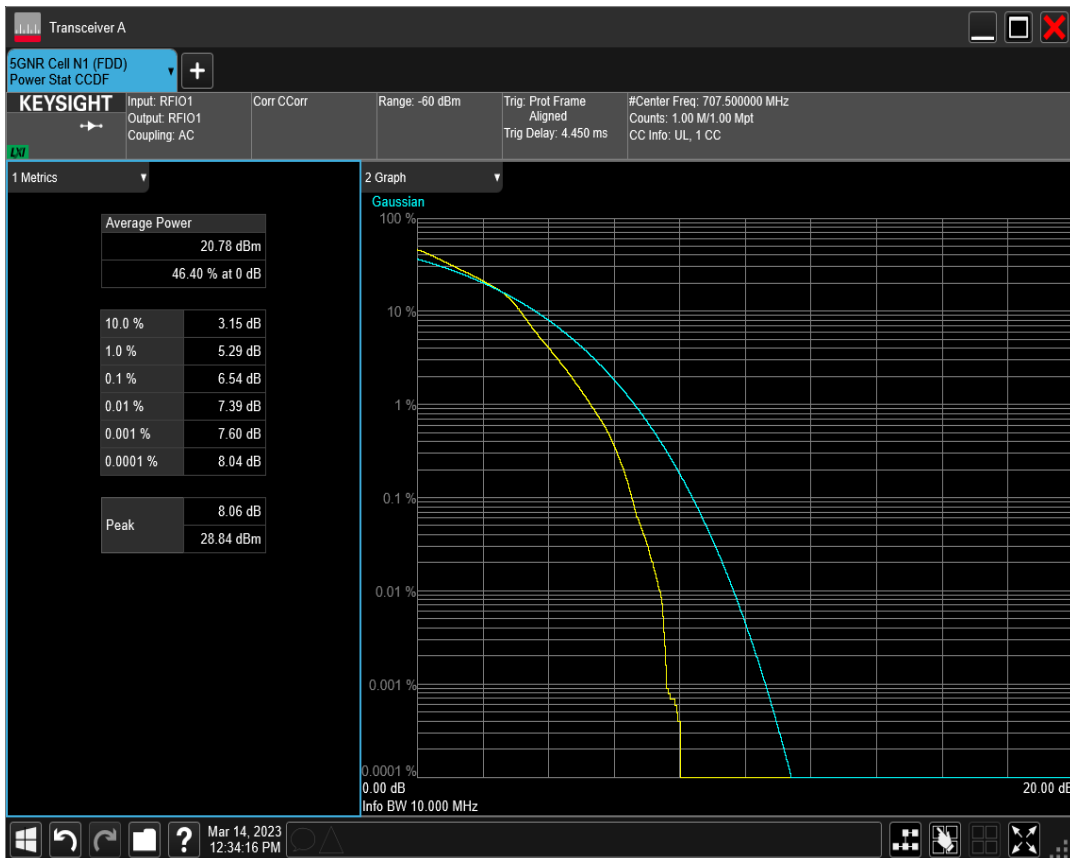 Transceiver A
5GNR Cell N1 (FDD)
Power Stat CCDF
KEYSIGHT
LXI
Input: RFIO1
Output: RFIO1
Coupling: AC
Corr CCorr
Range: -60 dBm
Trig: Prot Frame
Aligned
Trig Delay: 4.450 ms
#Center Freq: 707.500000 MHz
Counts: 1.00 M/1.00 Mpt
CC Info: UL, 1 CC
1 Metrics
Average Power
20.78 dBm
46.40 % at 0 dB
10.0 % 3.15 dB
1.0 % 5.29 dB
0.1 % 6.54 dB
0.01 % 7.39 dB
0.001 % 7.60 dB
0.0001 % 8.04 dB
Peak 8.06 dB
28.84 dBm
2 Graph
Gaussian
100 %
10 %
1 %
0.1 %
0.01 %
0.001 %
0.0001 %
0.00 dB 20.00 dB
Info BW 10.000 MHz
Mar 14, 2023
12:34:16 PM